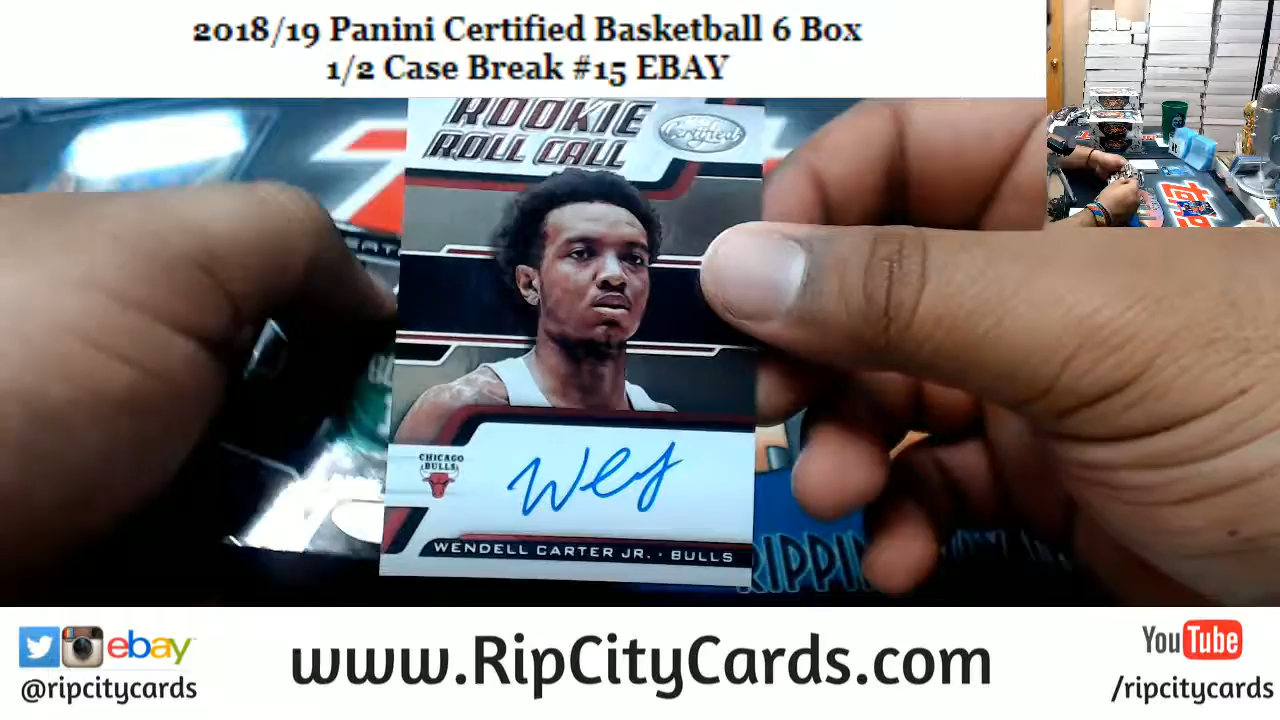 2018/19 Panini Certified Basketball 6 Box
1/2 Case Break #15 EBAY
ROOKIE
ROLL CALL
Certified
CHICAGO
BULLS
WENDELL CARTER JR. · BULLS
RIPPIN
ebay
@ripcitycards
www.RipCityCards.com
YouTube
/ripcitycards